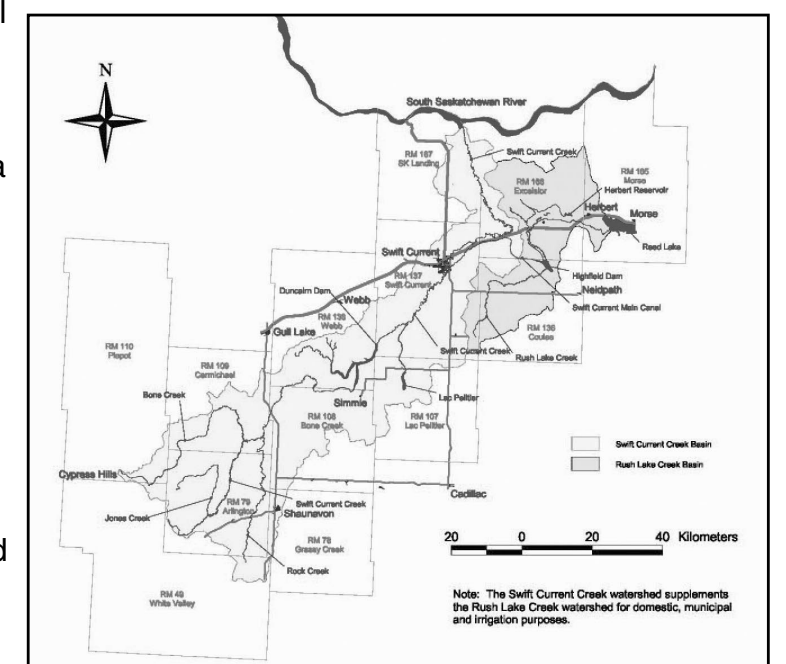 N
South Saskatchewan River
Swift Current Creek
RM 167
SK Landing
RM 166
Excelsior
RM 165
Morse
Herbert Reservoir
Herbert
Morse
Reed Lake
Swift Current
RM 137
Swift Current
Highfield Dam
Neidpath
Duncairn Dam
Webb
Swift Current Main Canal
RM 138
Webb
Gull Lake
RM 136
Coulee
RM 110
Piapot
Swift Current Creek
Rush Lake Creek
RM 109
Carmichael
Bone Creek
Simmie
Lac Pelltier
RM 108
Bone Creek
RM 107
Lac Pelltier
Swift Current Creek Basin
Rush Lake Creek Basin
Cypress Hills
Cadillac
Swift Current Creek
RM 79
Arlington
Shaunavon
Jones Creek
20 0 20 40 Kilometers
RM 78
Grassy Creek
Rock Creek
RM 49
White Valley
Note: The Swift Current Creek watershed supplements
the Rush Lake Creek watershed for domestic, municipal
and irrigation purposes.